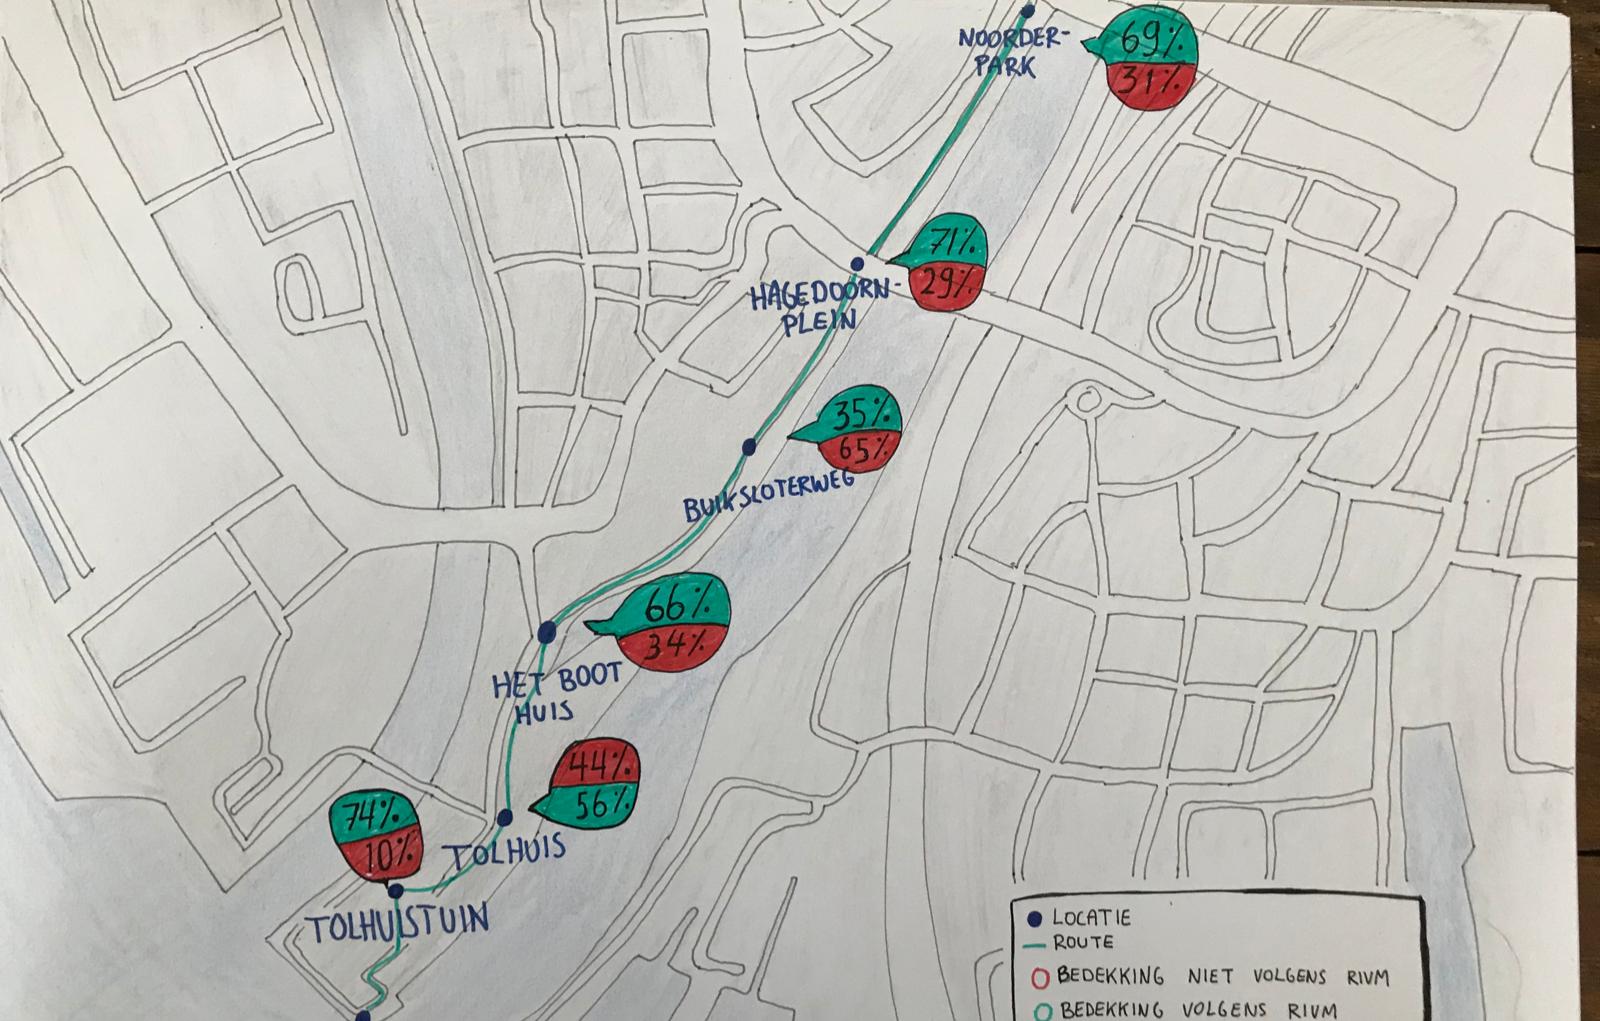 NOORDER-
PARK
69%
31%
71%
29%
HAGEDOORN-
PLEIN
35%
65%
BUIKSLOTERWEG
66%
34%
HET BOOT
HUIS
44%
56%
74%
10%
TOLHUIS
TOLHUISTUIN
LOCATIE
ROUTE
BEDEKKING NIET VOLGENS RIVM
BEDEKKING VOLGENS RIVM